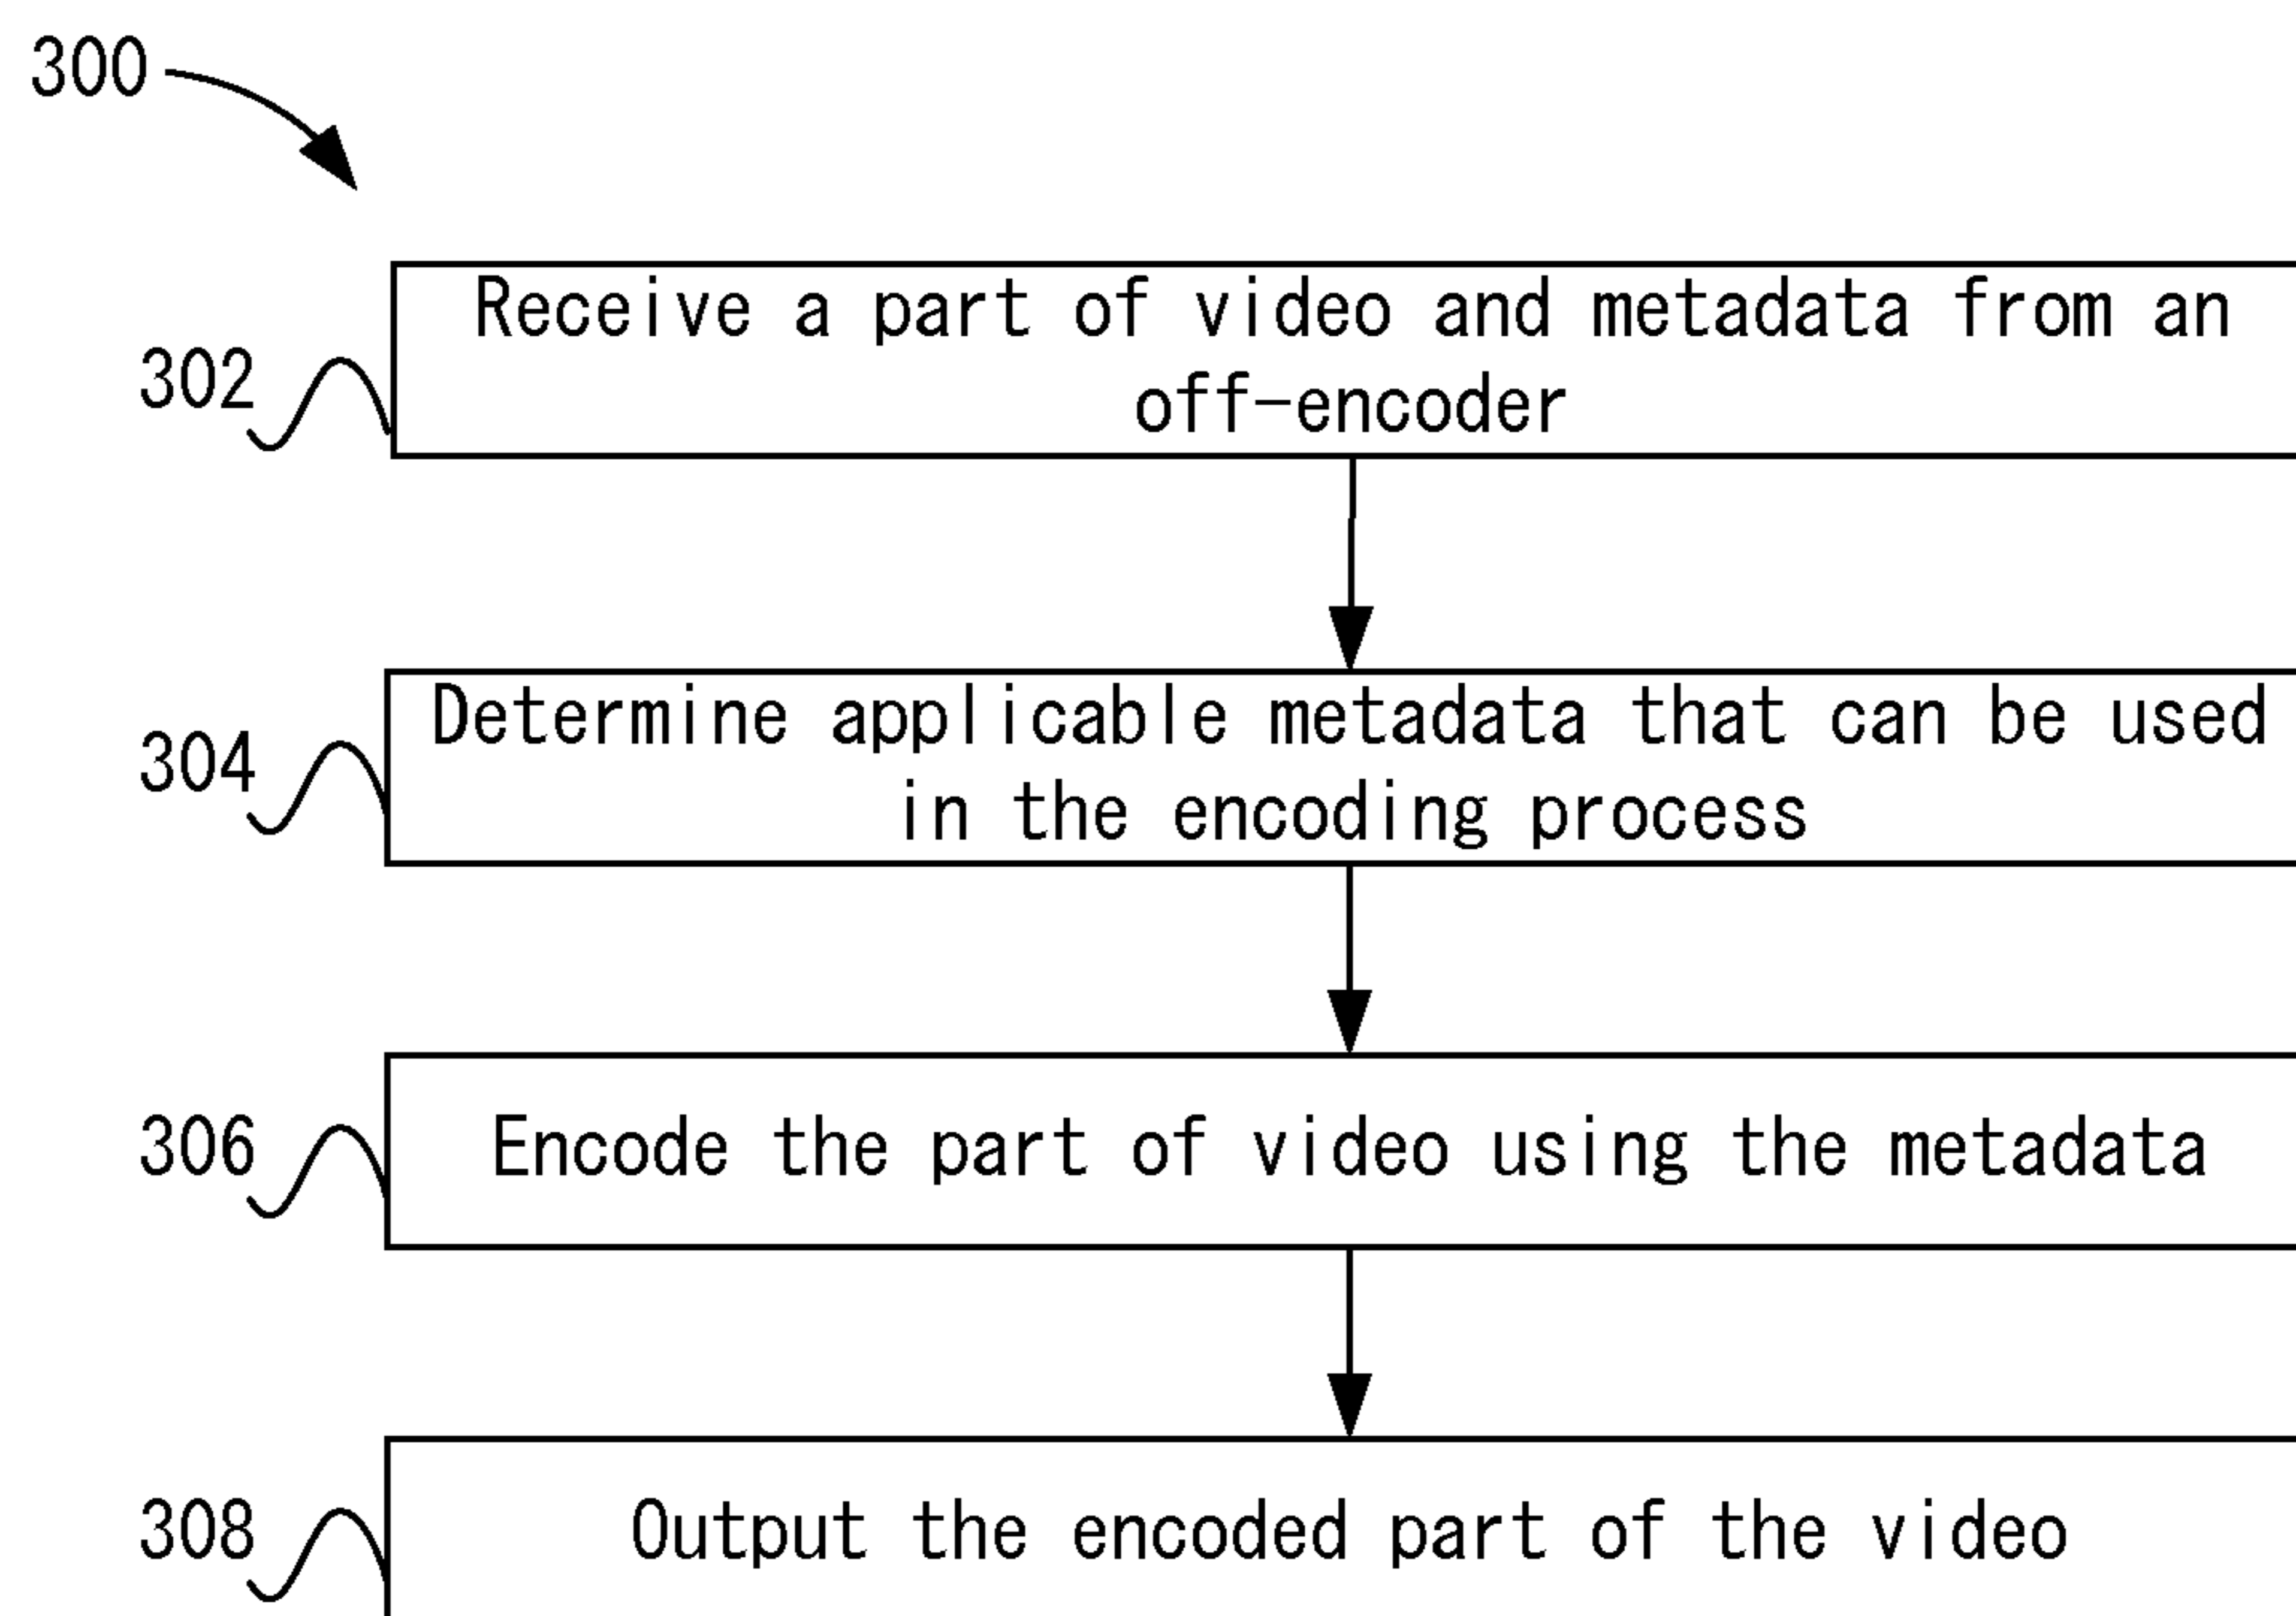 300
Receive a part of video and metadata from an
302
off-encoder
Determine applicable metadata that can be used
304
in the encoding process
306
Encode the part of video using the metadata
308
Output the encoded part of the video